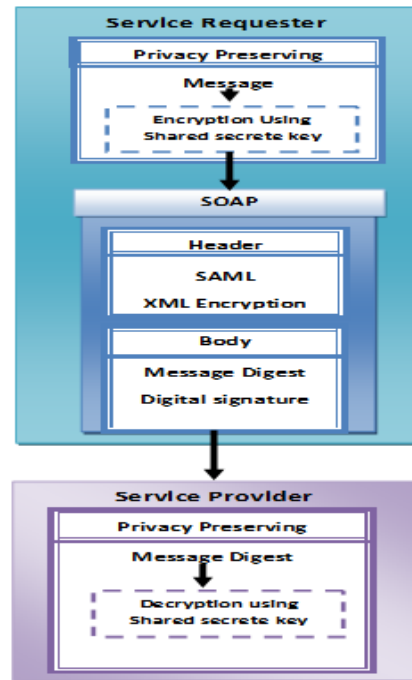 Service Requester
Privacy Preserving
Message
Encryption Using
Shared secrete key
SOAP
Header
SAML
XML Encryption
Body
Message Digest
Digital signature
Service Provider
Privacy Preserving
Message Digest
Decryption using
Shared secrete key